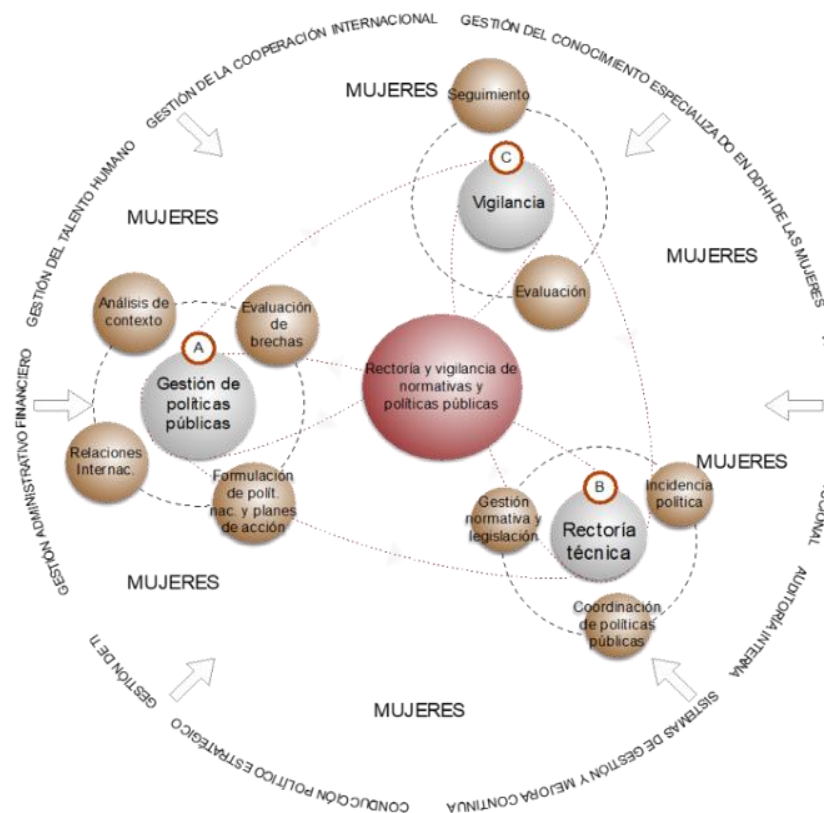 GESTIÓN DE LA COOPERACIÓN INTERNACIONAL
GESTIÓN DEL CONOCIMIENTO ESPECIALIZADO EN DDHH DE LAS MUJERES
GESTIÓN DEL TALENTO HUMANO
GESTIÓN ADMINISTRATIVO FINANCIERO
GESTIÓN DE TI
CONDUCCIÓN POLÍTICO ESTRATÉGICO
SISTEMAS DE GESTIÓN Y MEJORA CONTINUA
AUDITORÍA INTERNA
MUJERES
Seguimiento
C
Vigilancia
Evaluación
MUJERES
MUJERES
Análisis de
contexto
Evaluación
de
brechas
A
Gestión de
políticas
públicas
Relaciones
Internac.
Formulación
de polít.
nac. y planes
de acción
Rectoría y vigilancia de
normativas y
políticas públicas
MUJERES
Incidencia
política
B
Rectoría
técnica
Gestión
normativa y
legislación
Coordinación
de políticas
públicas
MUJERES
MUJERES